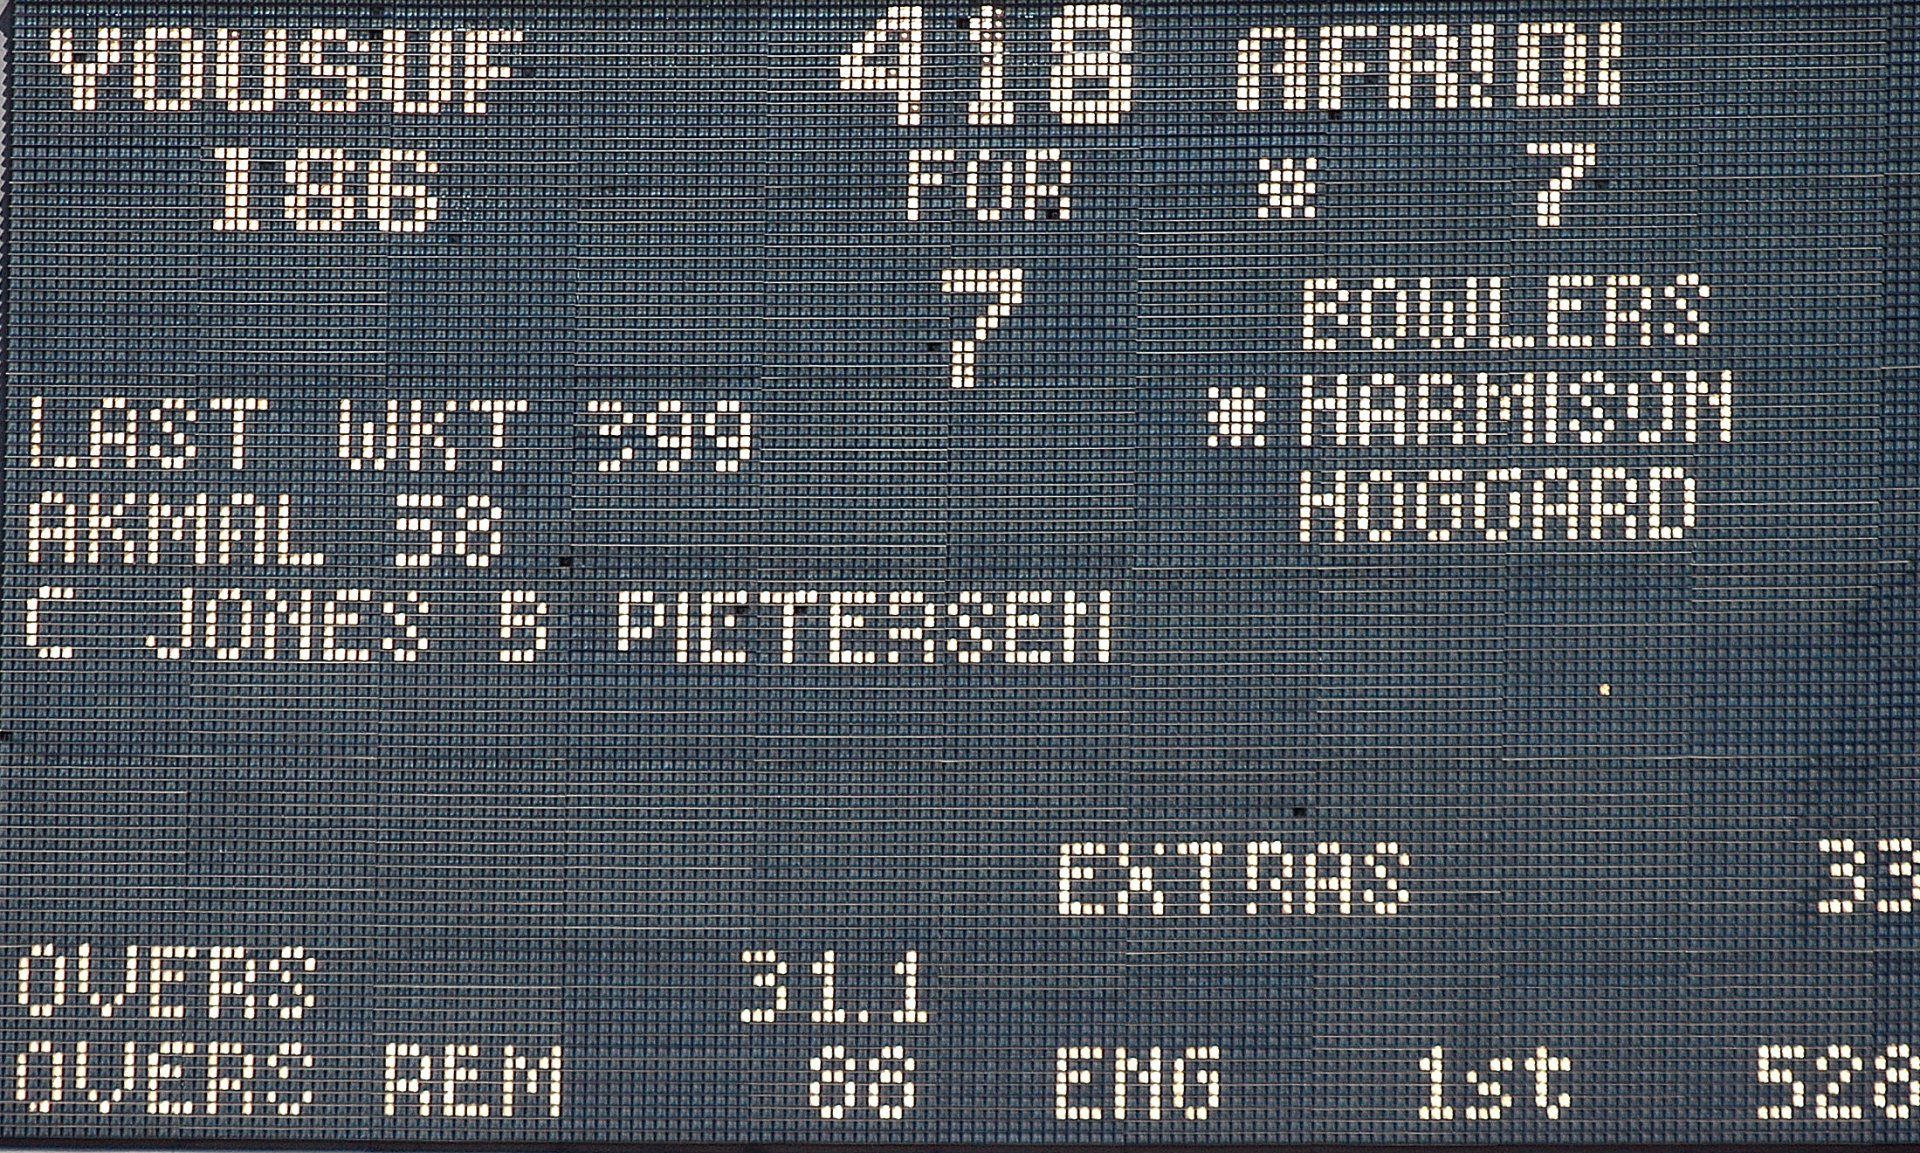 YOUSUF 418 AFRIDI
186 FOR * 7
7 BOWLERS
LAST WKT 399 * HARMISON
AKMAL 58 HOGGARD
C JONES B PIETERSEN
EXTRAS 33
OVERS 31.1
OVERS REM 66 ENG 1st 528